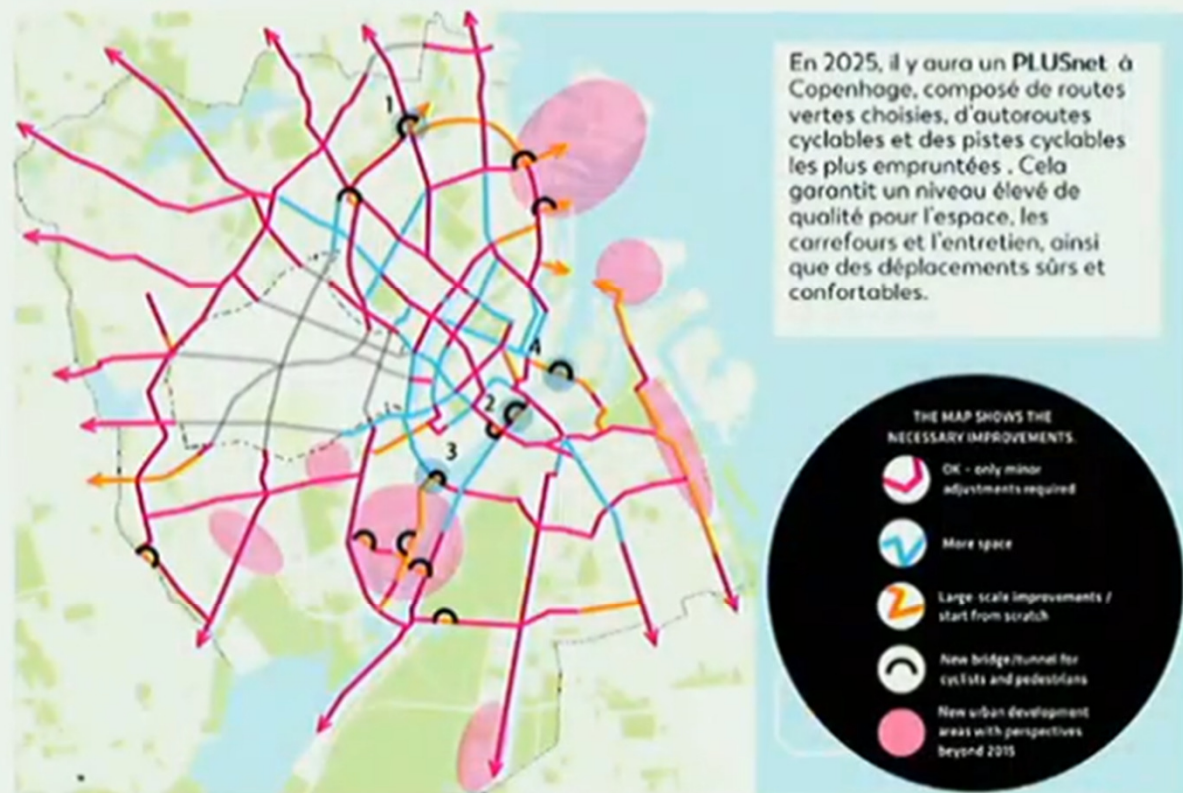 En 2025, il y aura un PLUSnet à
Copenhage, composé de routes
vertes choisies, d'autoroutes
cyclables et des pistes cyclables
les plus empruntées . Cela
garantit un niveau élevé de
qualité pour l'espace, les
carrefours et l'entretien, ainsi
que des déplacements sûrs et
confortables.
1
4
2
3
THE MAP SHOWS THE
NECESSARY IMPROVEMENTS.
OK - only minor
adjustments required
More space
Large-scale improvements /
start from scratch
New bridge/tunnel for
cyclists and pedestrians
New urban development
areas with perspectives
beyond 2015